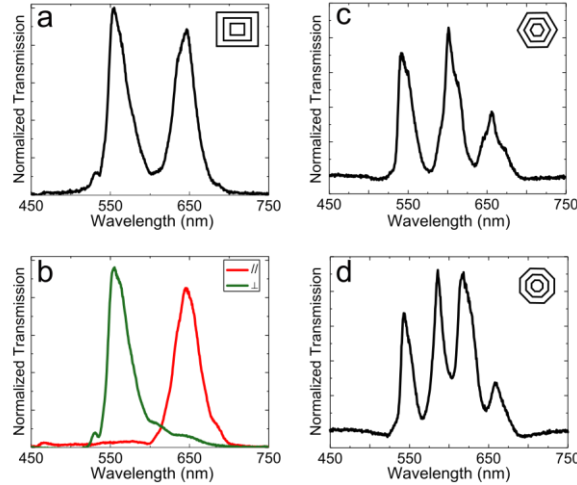 a
Normalized Transmission
450 550 650 750
Wavelength (nm)
b
//
⊥
Normalized Transmission
450 550 650 750
Wavelength (nm)
c
Normalized Transmission
450 550 650 750
Wavelength (nm)
d
Normalized Transmission
450 550 650 750
Wavelength (nm)